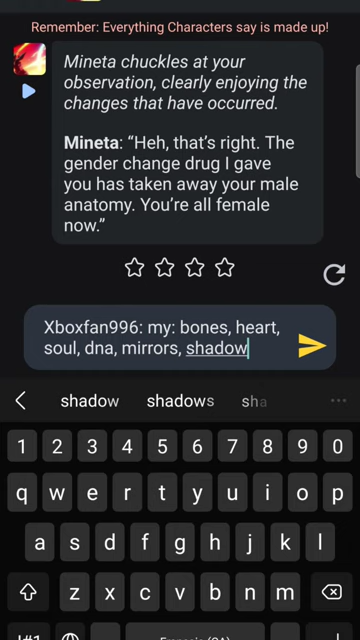 Remember: Everything Characters say is made up!
Mineta chuckles at your
observation, clearly enjoying the
changes that have occurred.
Mineta: “Heh, that’s right. The
gender change drug I gave
you has taken away your male
anatomy. You’re all female
now.”
Xboxfan996: my: bones, heart,
soul, dna, mirrors, shadow
shadow shadows sha
1 2 3 4 5 6 7 8 9 0
q w e r t y u i o p
a s d f g h j k l
z x c v b n m